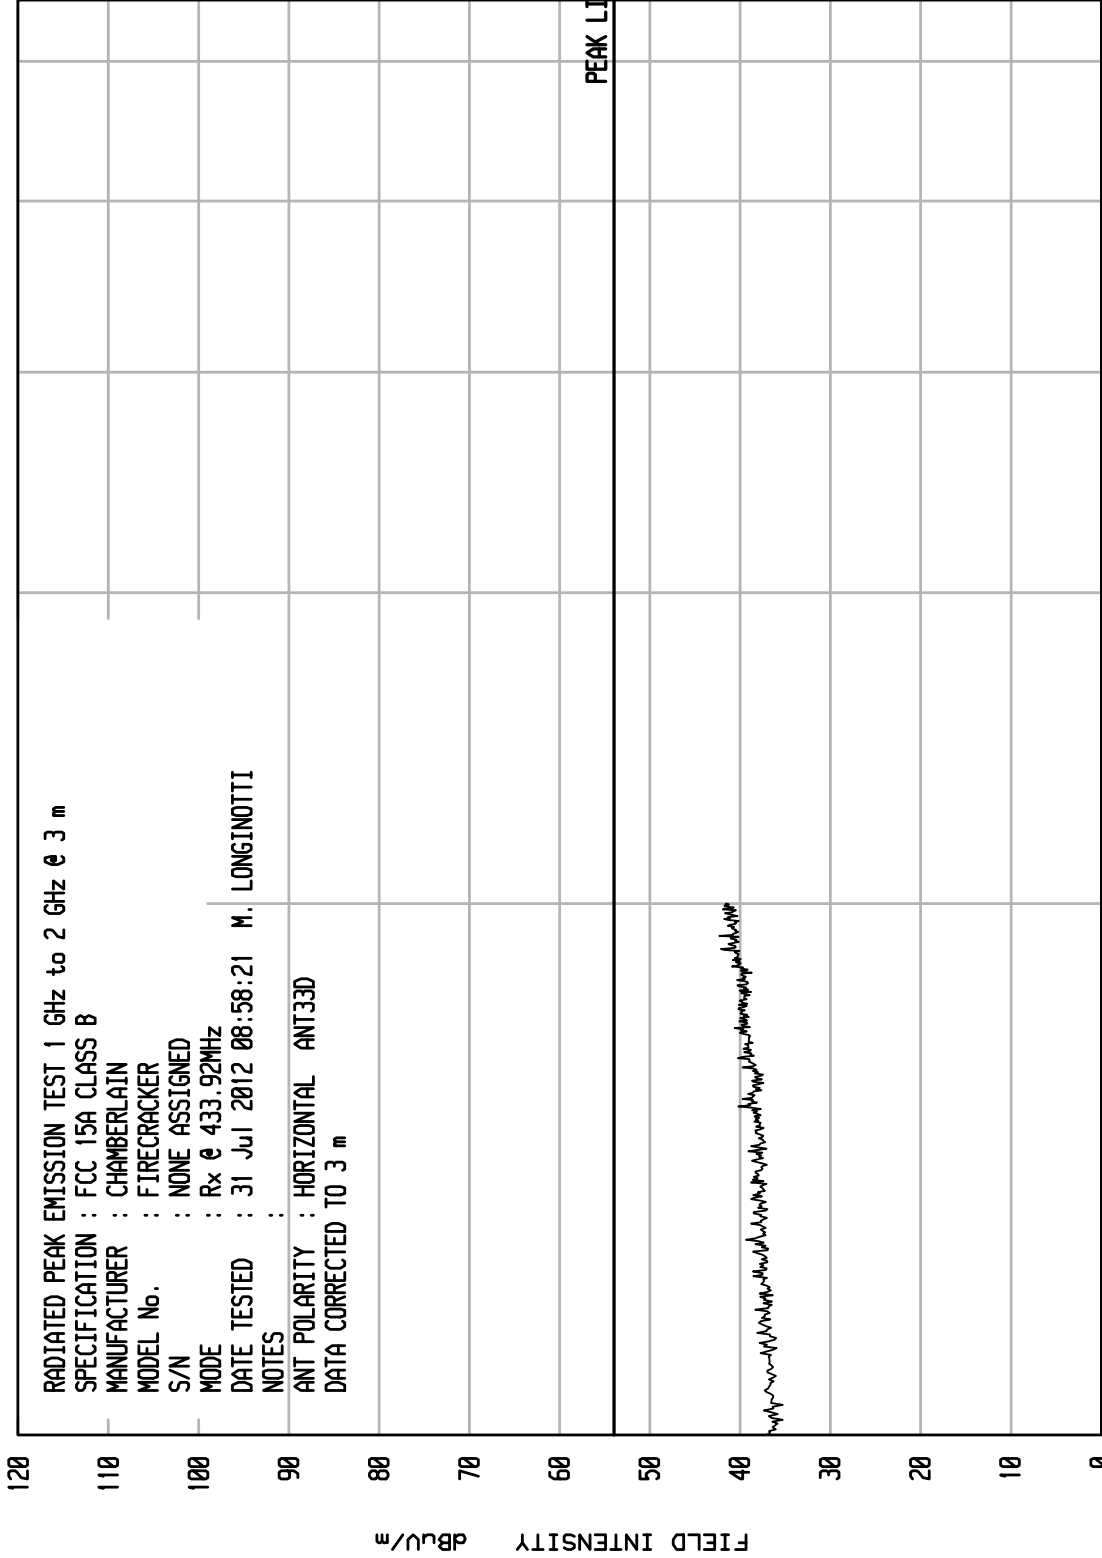 RADIATED PEAK EMISSION TEST 1 GHz to 2 GHz @ 3 m
SPECIFICATION : FCC 15A CLASS B
MANUFACTURER : CHAMBERLAIN
MODEL No. : FIRECRACKER
S/N : NONE ASSIGNED
MODE : Rx @ 433.92MHz
DATE TESTED : 31 Jul 2012 08:58:21 M. LONGINOTTI
NOTES :
ANT POLARITY : HORIZONTAL ANT33D
DATA CORRECTED TO 3 m
PEAK LI
120
110
100
90
80
70
60
50
40
30
20
10
0
FIELD INTENSITY dBuV/m